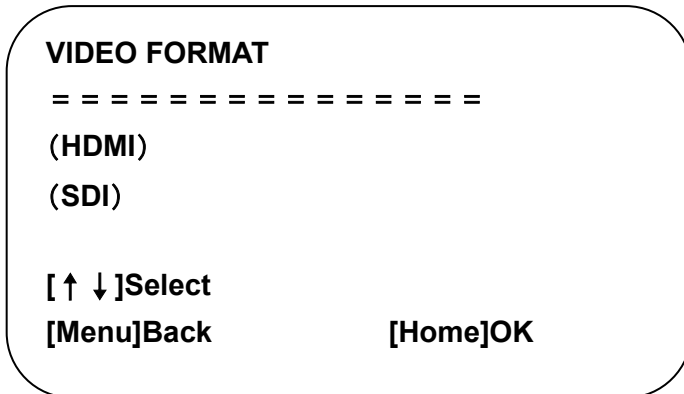 VIDEO FORMAT
= = = = = = = = = = = = = = =
（HDMI）
（SDI）
[↑↓]Select
[Menu]Back [Home]OK